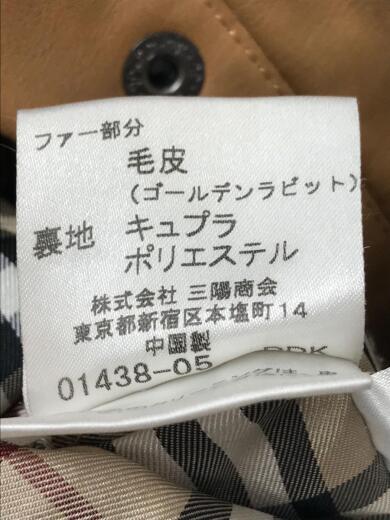 ファー部分
毛皮
(ゴールデンラビット)
裏地 キュプラ
ポリエステル
株式会社 三陽商会
東京都新宿区本塩町14
中国製
01438-05